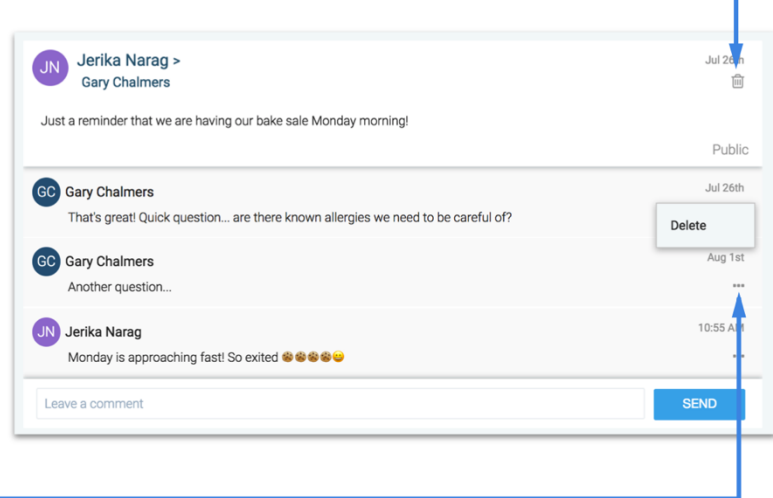 JN Jerika Narag >
Gary Chalmers
Jul 26th
Just a reminder that we are having our bake sale Monday morning!
Public
GC Gary Chalmers
Jul 26th
That's great! Quick question... are there known allergies we need to be careful of?
Delete
GC Gary Chalmers
Aug 1st
Another question...
JN Jerika Narag
10:55 AM
Monday is approaching fast! So exited 🍪🍪🍪🍪😀
Leave a comment
SEND